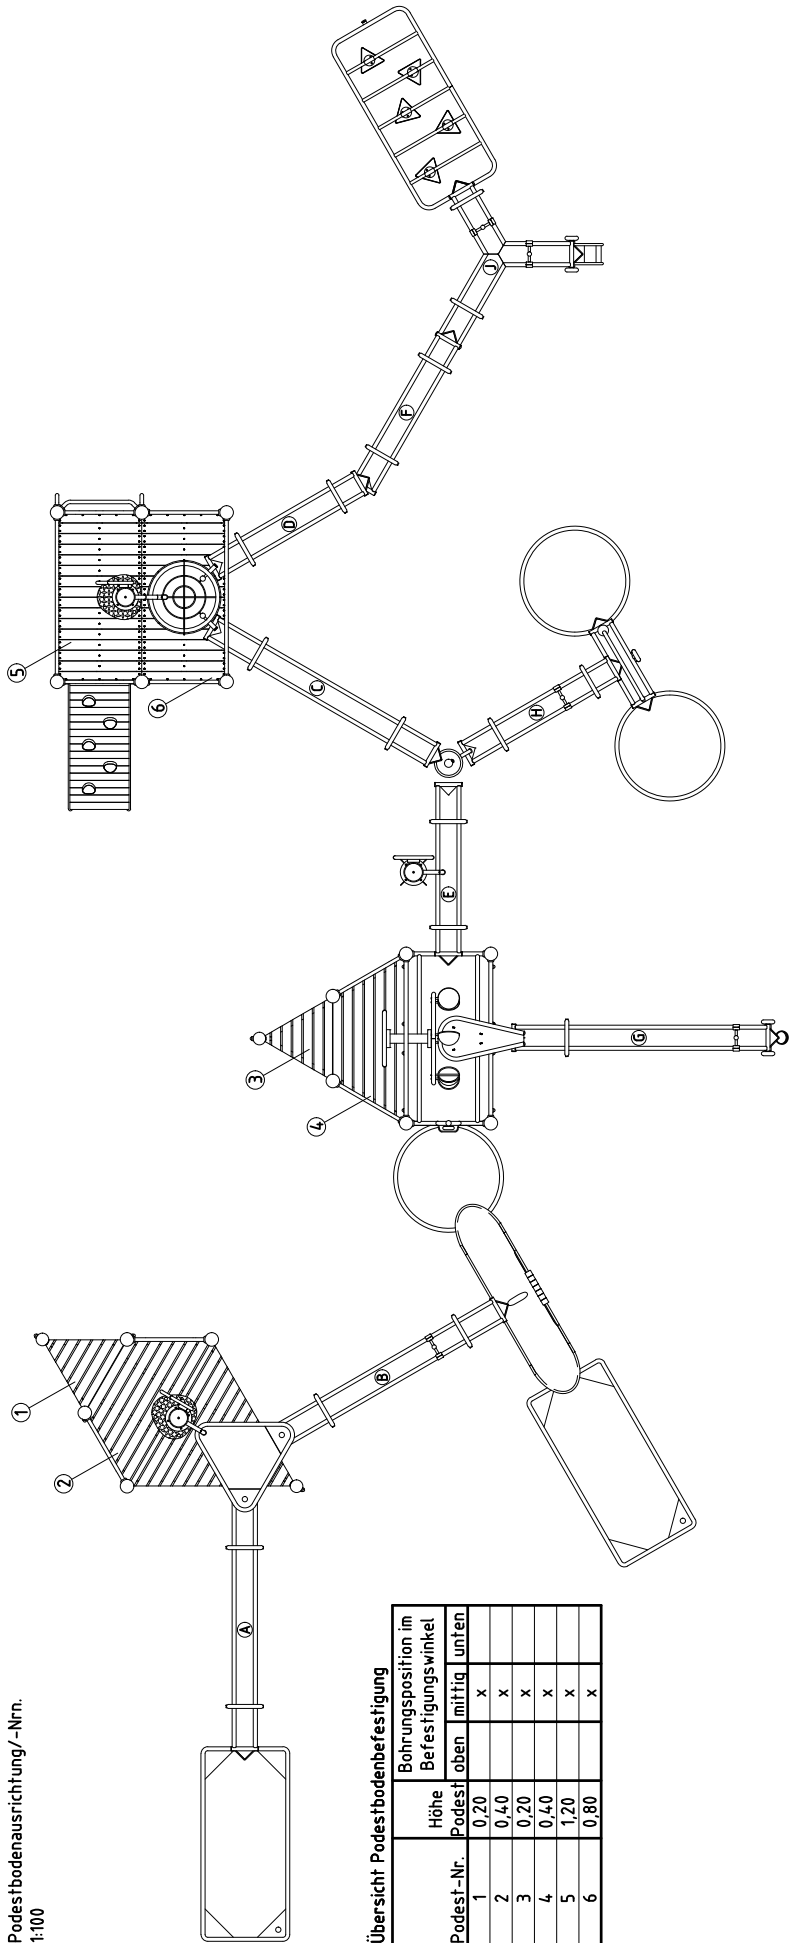 Podestbodenausrichtung/-Nrn.
1:100
1
2
3
4
5
6
A
B
C
D
E
F
G
H
J
Übersicht Podestbodenbefestigung
Podest-Nr. Höhe Podest Bohrungsposition im Befestigungswinkel
oben mittig unten
1 0,20 x
2 0,40 x
3 0,20 x
4 0,40 x
5 1,20 x
6 0,80 x